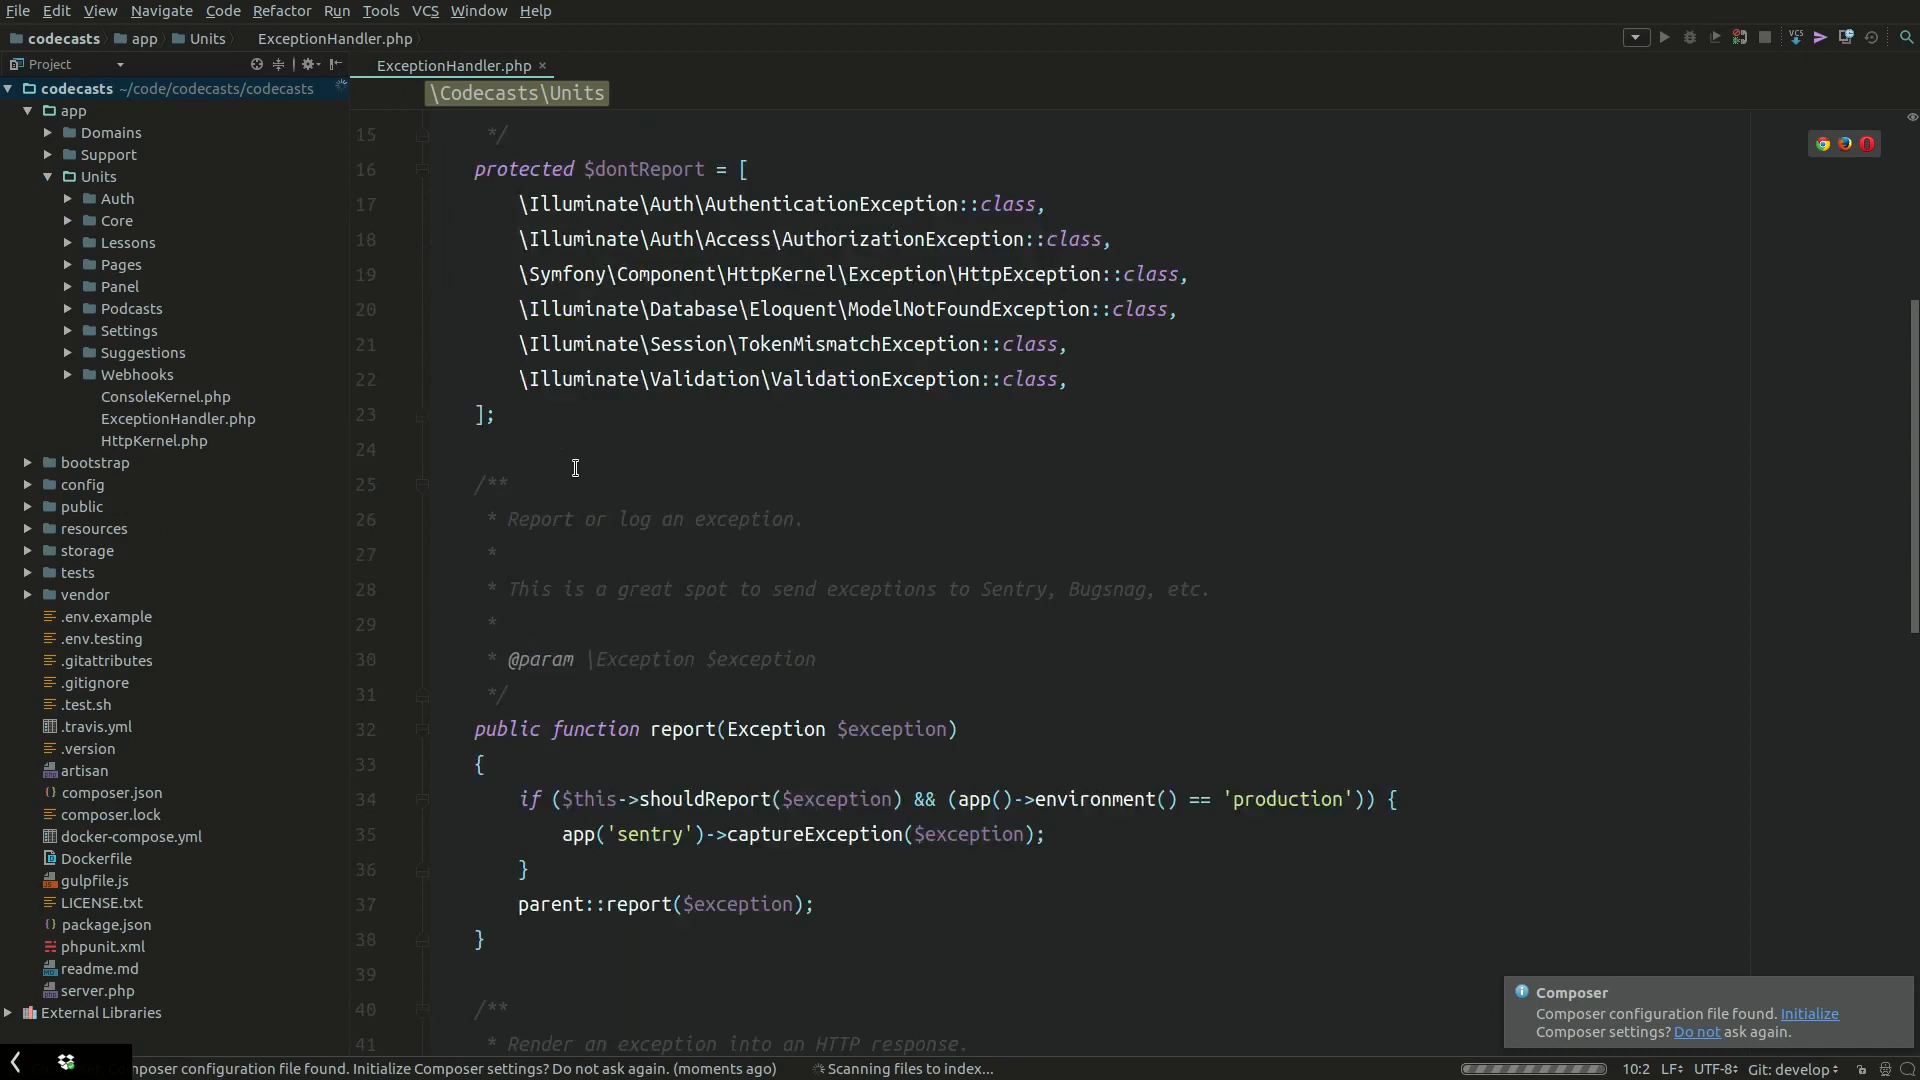 File Edit View Navigate Code Refactor Run Tools VCS Window Help
codecasts app Units ExceptionHandler.php
Project
ExceptionHandler.php
\Codecasts\Units
codecasts ~/code/codecasts/codecasts
app
Domains
Support
Units
Auth
Core
Lessons
Pages
Panel
Podcasts
Settings
Suggestions
Webhooks
ConsoleKernel.php
ExceptionHandler.php
HttpKernel.php
bootstrap
config
public
resources
storage
tests
vendor
.env.example
.env.testing
.gitattributes
.gitignore
.test.sh
.travis.yml
.version
artisan
composer.json
composer.lock
docker-compose.yml
Dockerfile
gulpfile.js
LICENSE.txt
package.json
phpunit.xml
readme.md
server.php
External Libraries
15 */
16 protected $dontReport = [
17 \Illuminate\Auth\AuthenticationException::class,
18 \Illuminate\Auth\Access\AuthorizationException::class,
19 \Symfony\Component\HttpKernel\Exception\HttpException::class,
20 \Illuminate\Database\Eloquent\ModelNotFoundException::class,
21 \Illuminate\Session\TokenMismatchException::class,
22 \Illuminate\Validation\ValidationException::class,
23 ];
24
25 /**
26 * Report or log an exception.
27 *
28 * This is a great spot to send exceptions to Sentry, Bugsnag, etc.
29 *
30 * @param \Exception $exception
31 */
32 public function report(Exception $exception)
33 {
34 if ($this->shouldReport($exception) && (app()->environment() == 'production')) {
35 app('sentry')->captureException($exception);
36 }
37 parent::report($exception);
38 }
39
40 /**
41 * Render an exception into an HTTP response.
VCS
Composer
Composer configuration file found. Initialize
Composer settings? Do not ask again.
mposer configuration file found. Initialize Composer settings? Do not ask again. (moments ago) Scanning files to index... 10:2 LF UTF-8 Git: develop